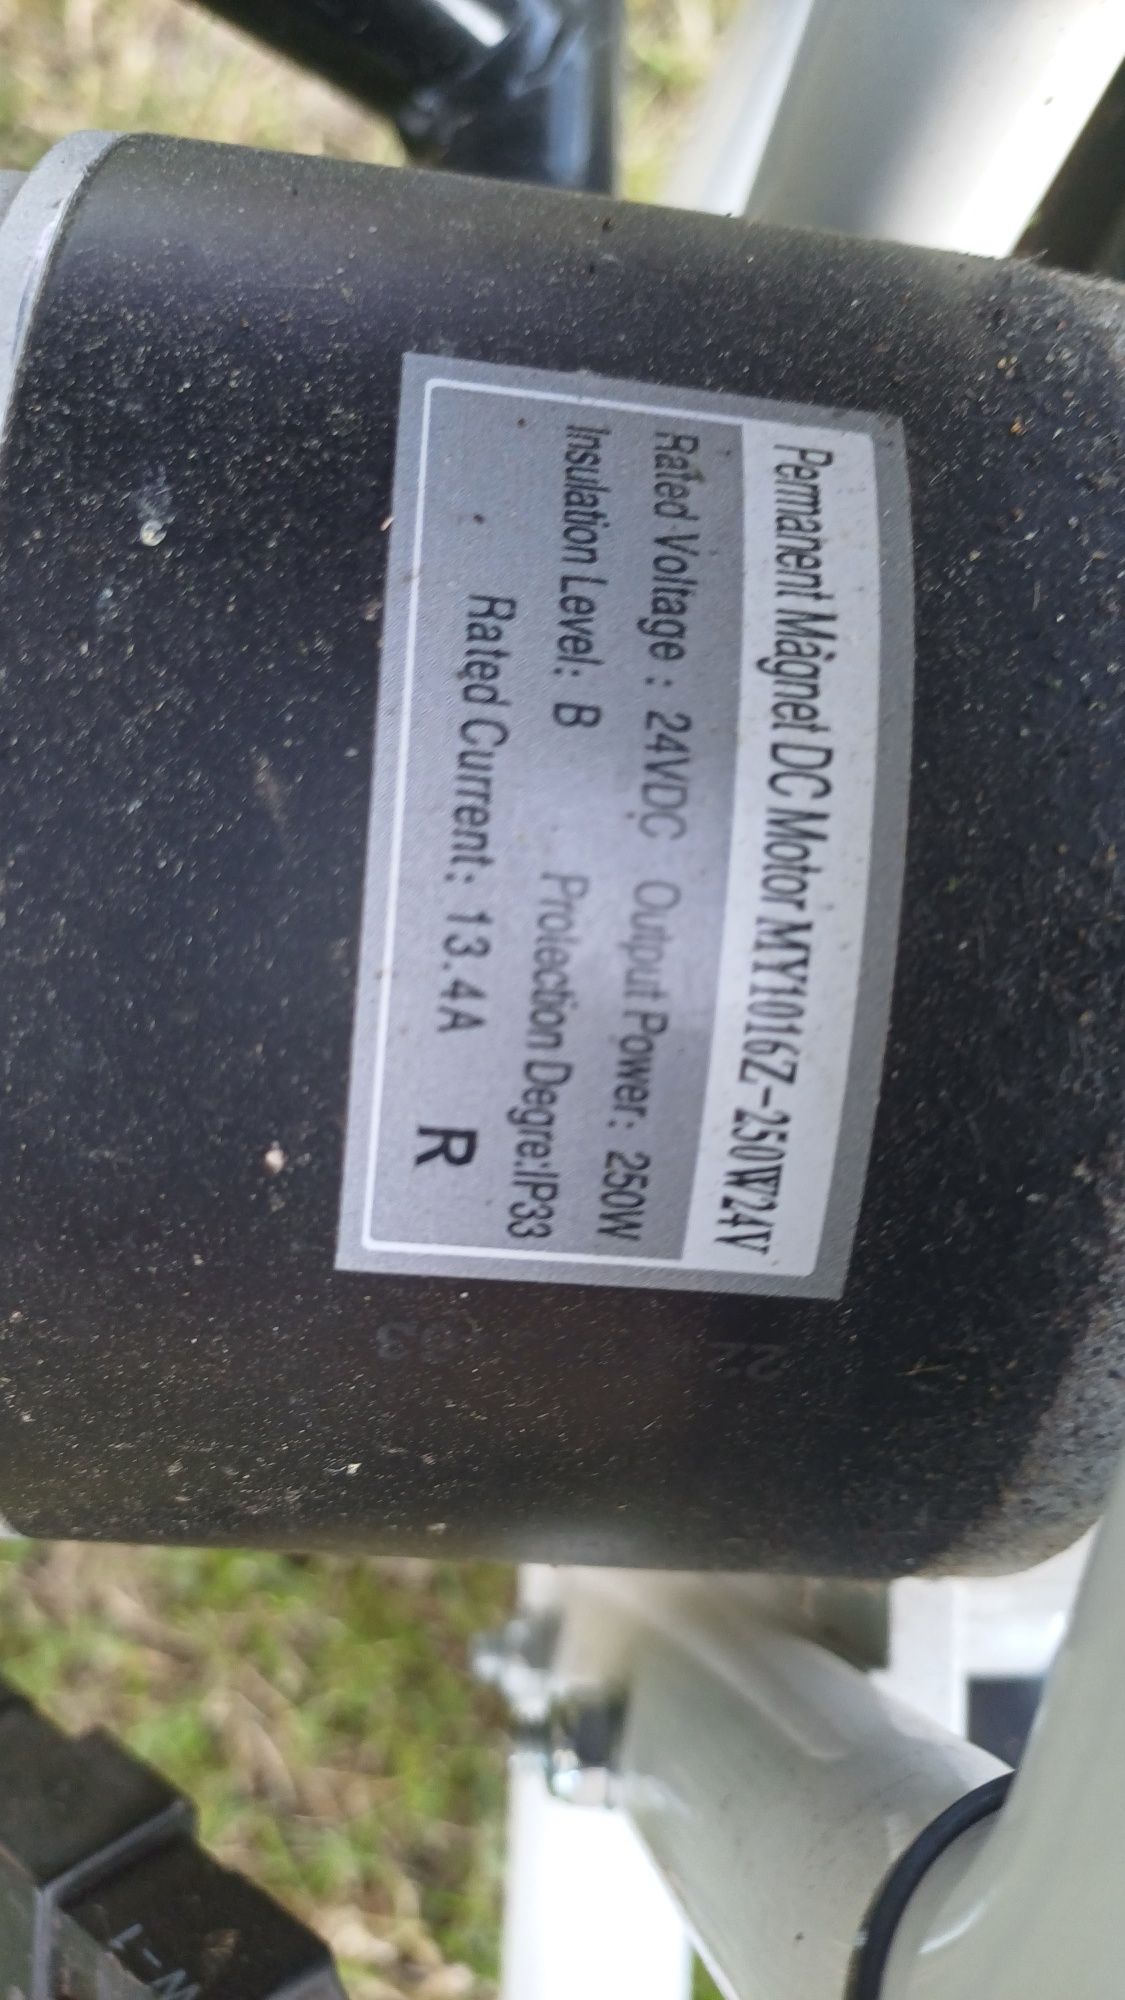 Permanent Magnet DC Motor MY1016Z-250W24V
Rated Voltage : 24VDC Output Power: 250W
Insulation Level: B Protection Degre:IP33
Rated Current: 13.4A R